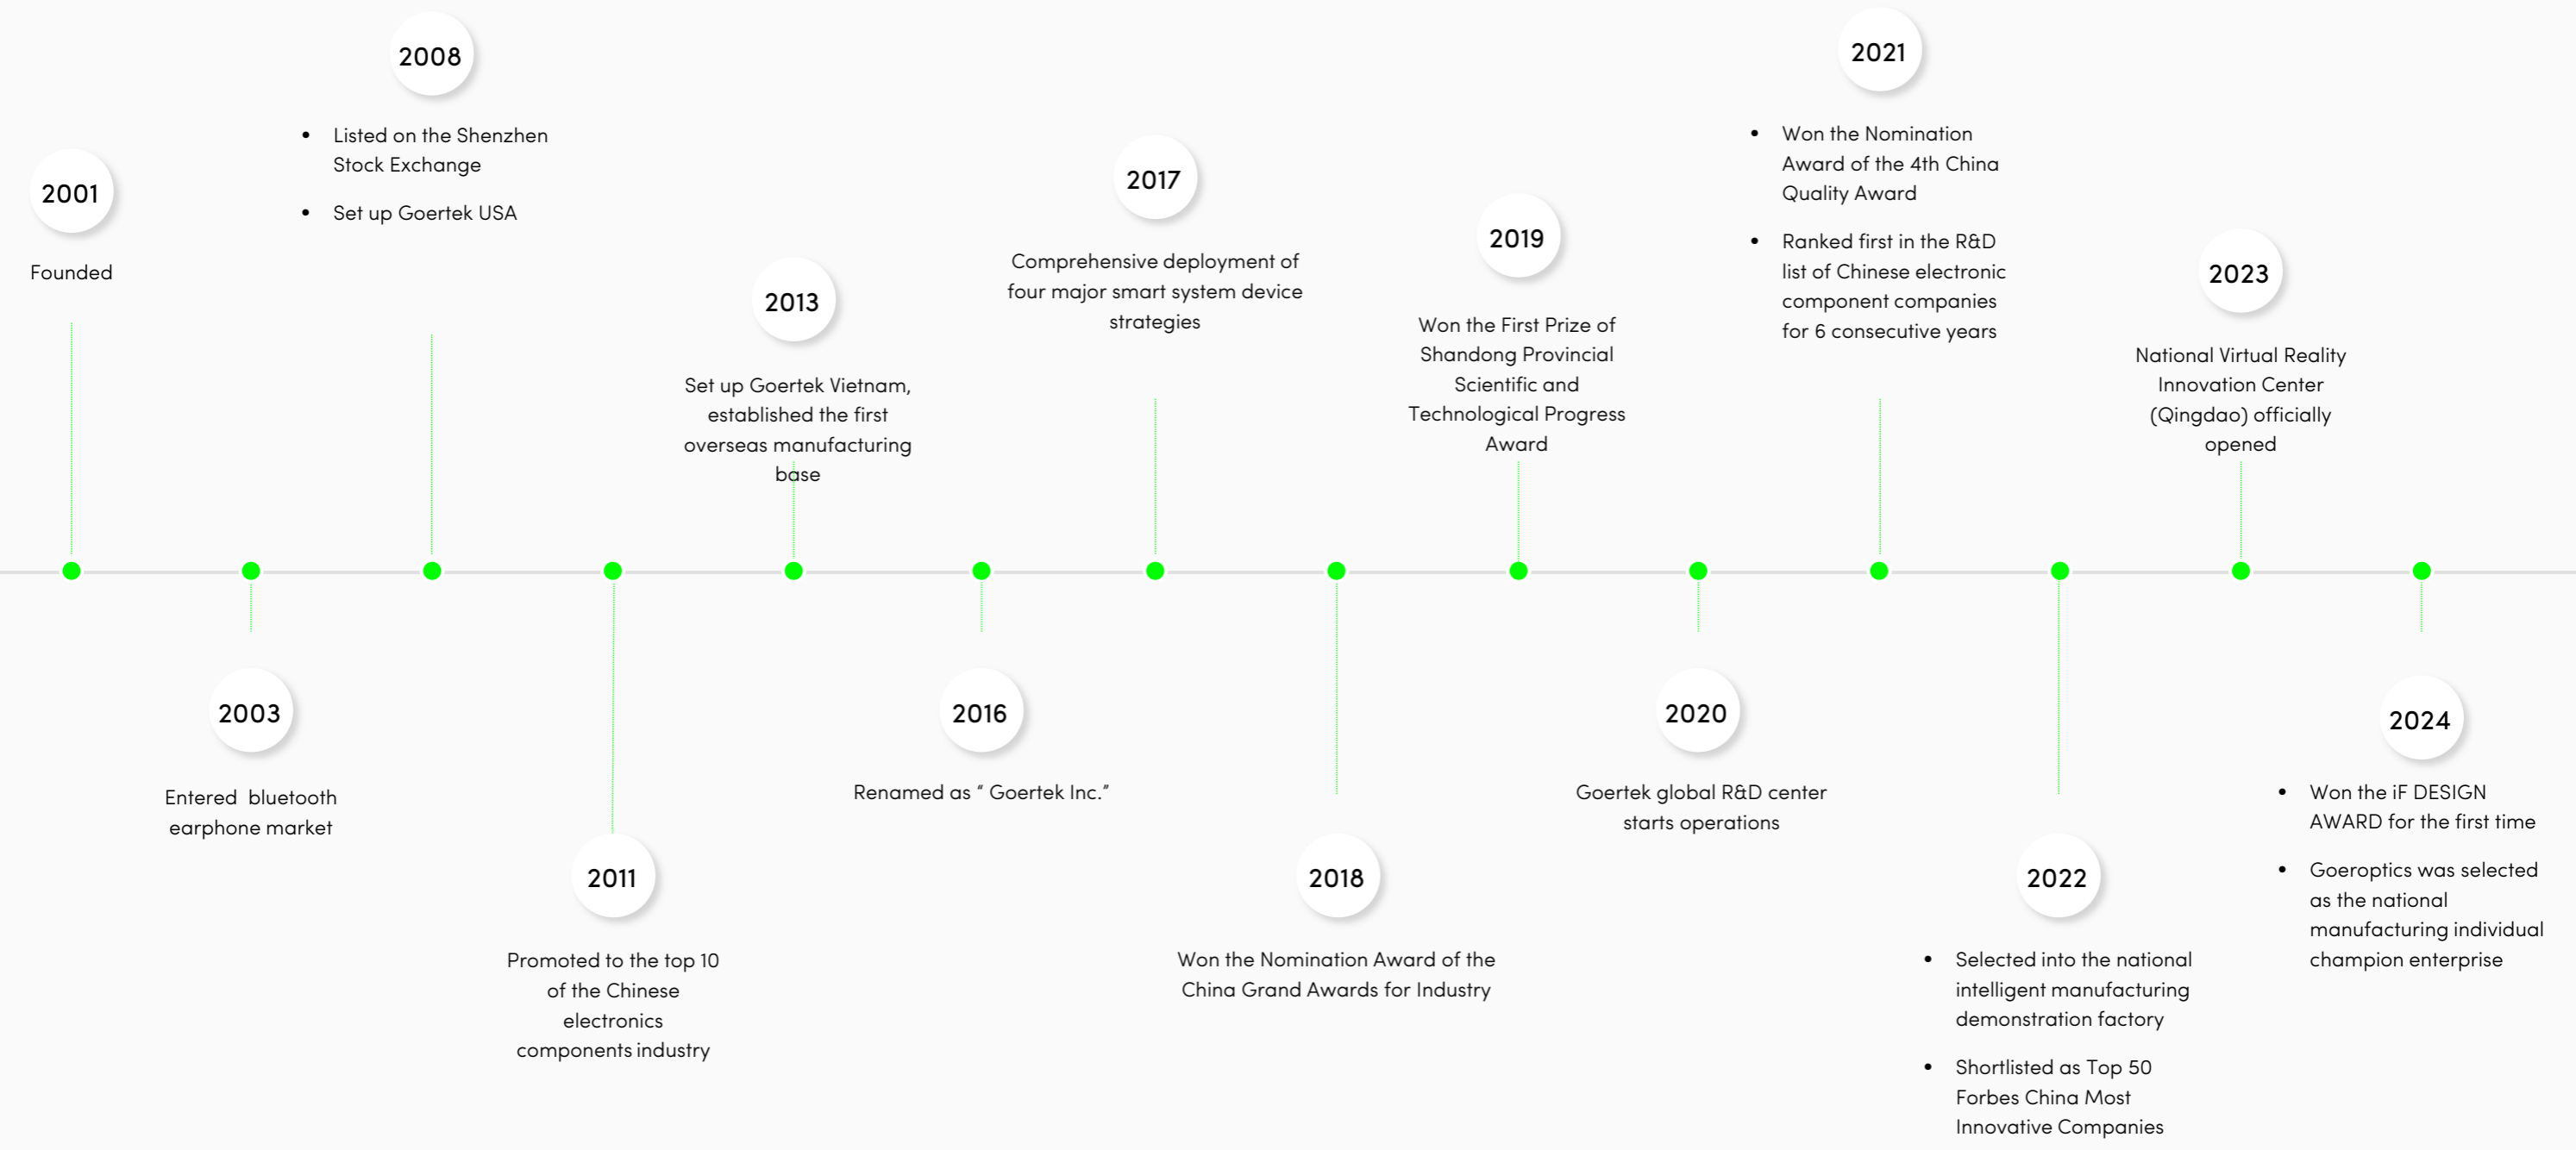 2001
Founded
2003
Entered  bluetooth
earphone market
2008
• Listed on the Shenzhen
Stock Exchange
• Set up Goertek USA
2011
Promoted to the top 10
of the Chinese
electronics
components industry
2013
Set up Goertek Vietnam,
established the first
overseas manufacturing
base
2016
Renamed as “ Goertek Inc.”
2017
Comprehensive deployment of
four major smart system device
strategies
2018
Won the Nomination Award of the
China Grand Awards for Industry
2019
Won the First Prize of
Shandong Provincial
Scientific and
Technological Progress
Award
2020
Goertek global R&D center
starts operations
2021
• Won the Nomination
Award of the 4th China
Quality Award
• Ranked first in the R&D
list of Chinese electronic
component companies
for 6 consecutive years
2022
• Selected into the national
intelligent manufacturing
demonstration factory
• Shortlisted as Top 50
Forbes China Most
Innovative Companies
2023
National Virtual Reality
Innovation Center
(Qingdao) officially
opened
2024
• Won the iF DESIGN
AWARD for the first time
• Goeroptics was selected
as the national
manufacturing individual
champion enterprise